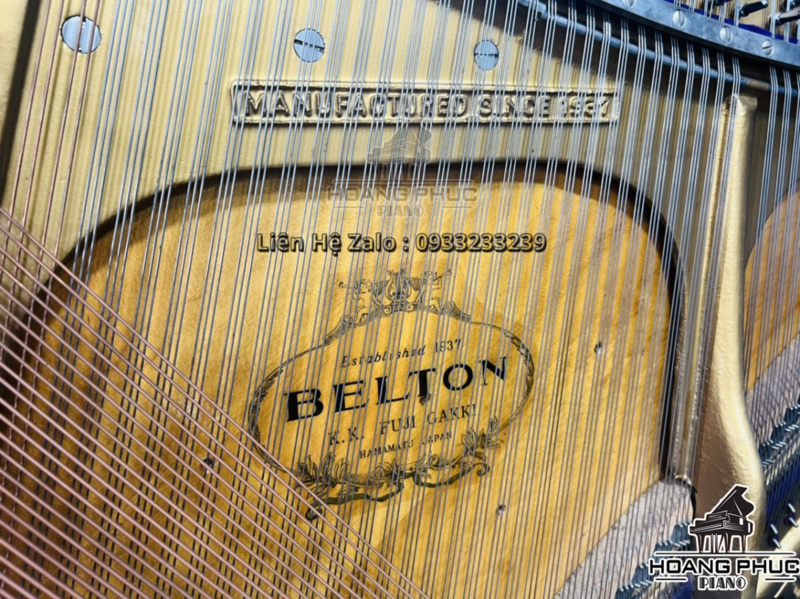 MANUFACTURED SINCE 1937
HOANG PHUC
PIANO
Liên Hệ Zalo : 0933233239
Established 1937
BELTON
K.K. FUJI GAKKI
HAMAMATSU JAPAN
HOANG PHUC
PIANO